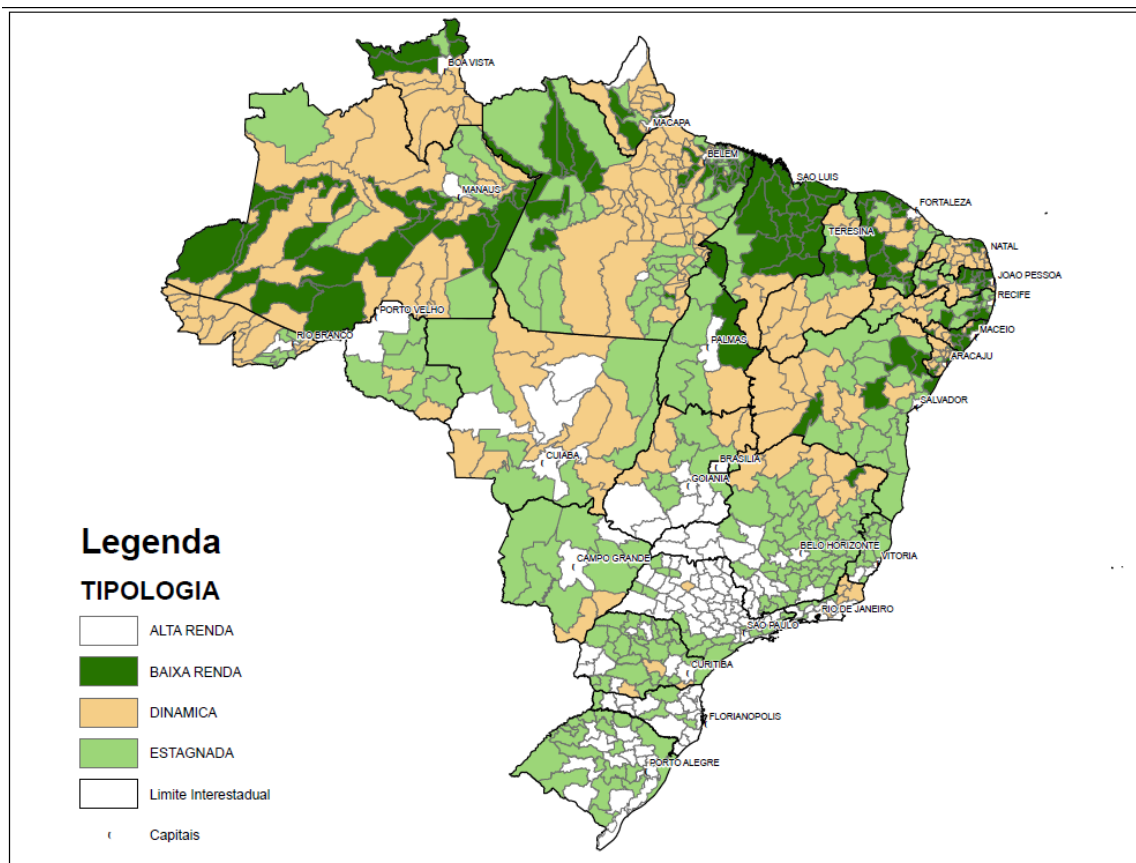 BOA VISTA
MACAPA
BELEM
SAO LUIS
MANAUS
FORTALEZA
TERESINA
NATAL
JOAO PESSOA
RECIFE
PORTO VELHO
RIO BRANCO
MACEIO
PALMAS
ARACAJU
SALVADOR
CUIABA
BRASILIA
GOIANIA
BELO HORIZONTE
VITORIA
CAMPO GRANDE
RIO DE JANEIRO
SAO PAULO
CURITIBA
FLORIANOPOLIS
PORTO ALEGRE
Legenda
TIPOLOGIA
ALTA RENDA
BAIXA RENDA
DINAMICA
ESTAGNADA
Limite Interestadual
Capitais